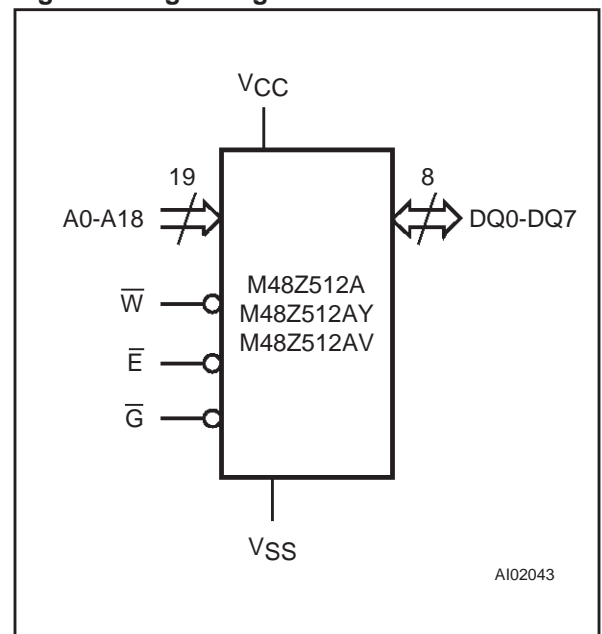 VCC
19
8
A0-A18
DQ0-DQ7
M48Z512A
M48Z512AY
M48Z512AV
W̅
E̅
G̅
VSS
AI02043